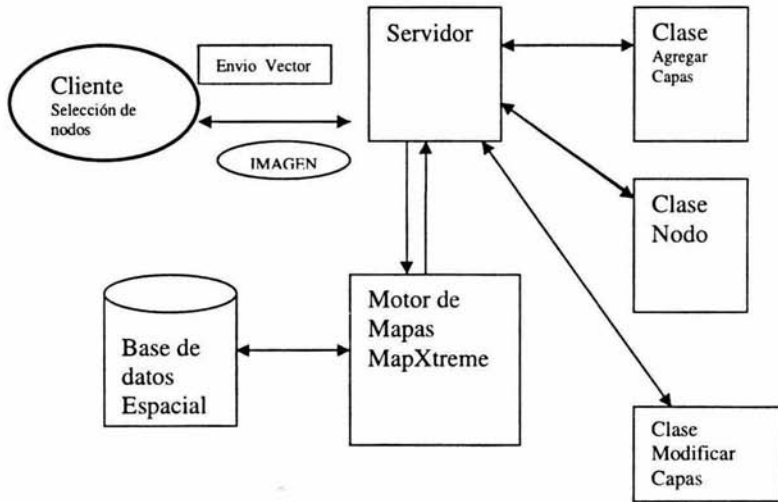 Cliente
Selección de
nodos
Envio Vector
IMAGEN
Servidor
Clase
Agregar
Capas
Clase
Nodo
Base de
datos
Espacial
Motor de
Mapas
MapXtreme
Clase
Modificar
Capas